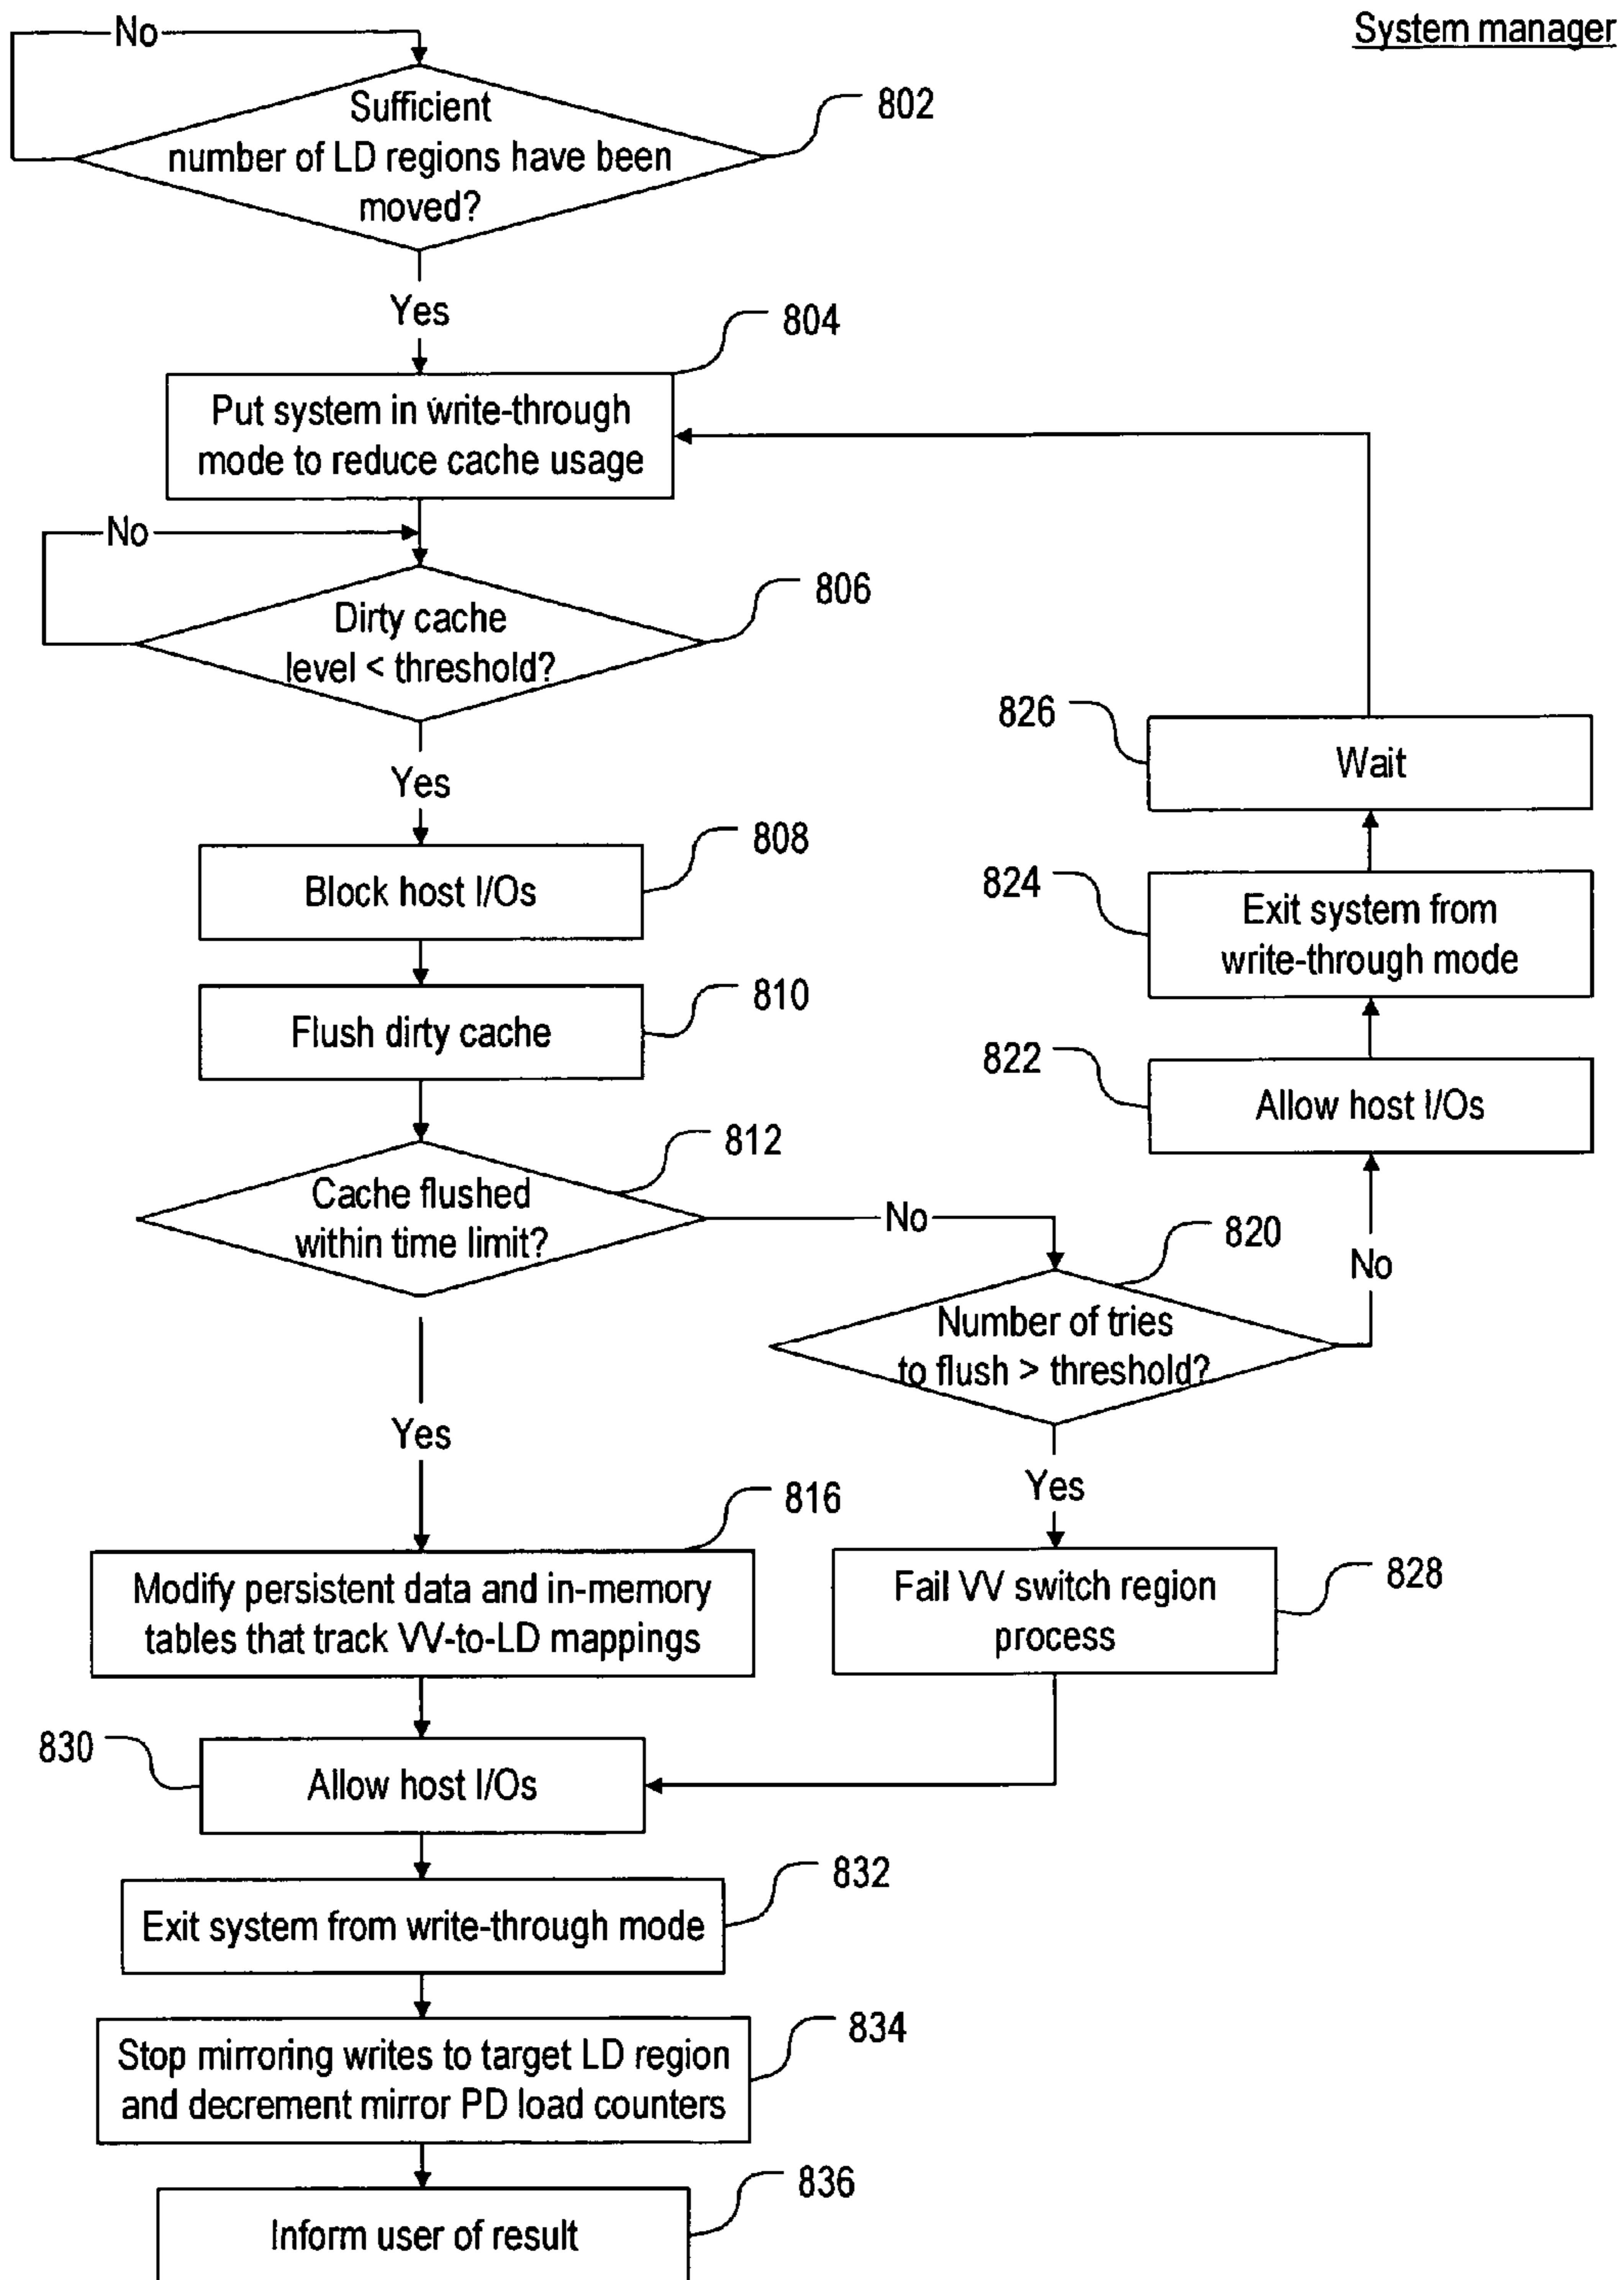 System manager
No
Sufficient
number of LD regions have been
moved?
802
Yes
804
Put system in write-through
mode to reduce cache usage
No
806
Dirty cache
level < threshold?
Yes
808
Block host I/Os
810
Flush dirty cache
812
Cache flushed
within time limit?
No
820
Number of tries
to flush > threshold?
No
822
Allow host I/Os
824
Exit system from
write-through mode
826
Wait
Yes
Yes
816
Modify persistent data and in-memory
tables that track VV-to-LD mappings
828
Fail VV switch region
process
830
Allow host I/Os
832
Exit system from write-through mode
834
Stop mirroring writes to target LD region
and decrement mirror PD load counters
836
Inform user of result